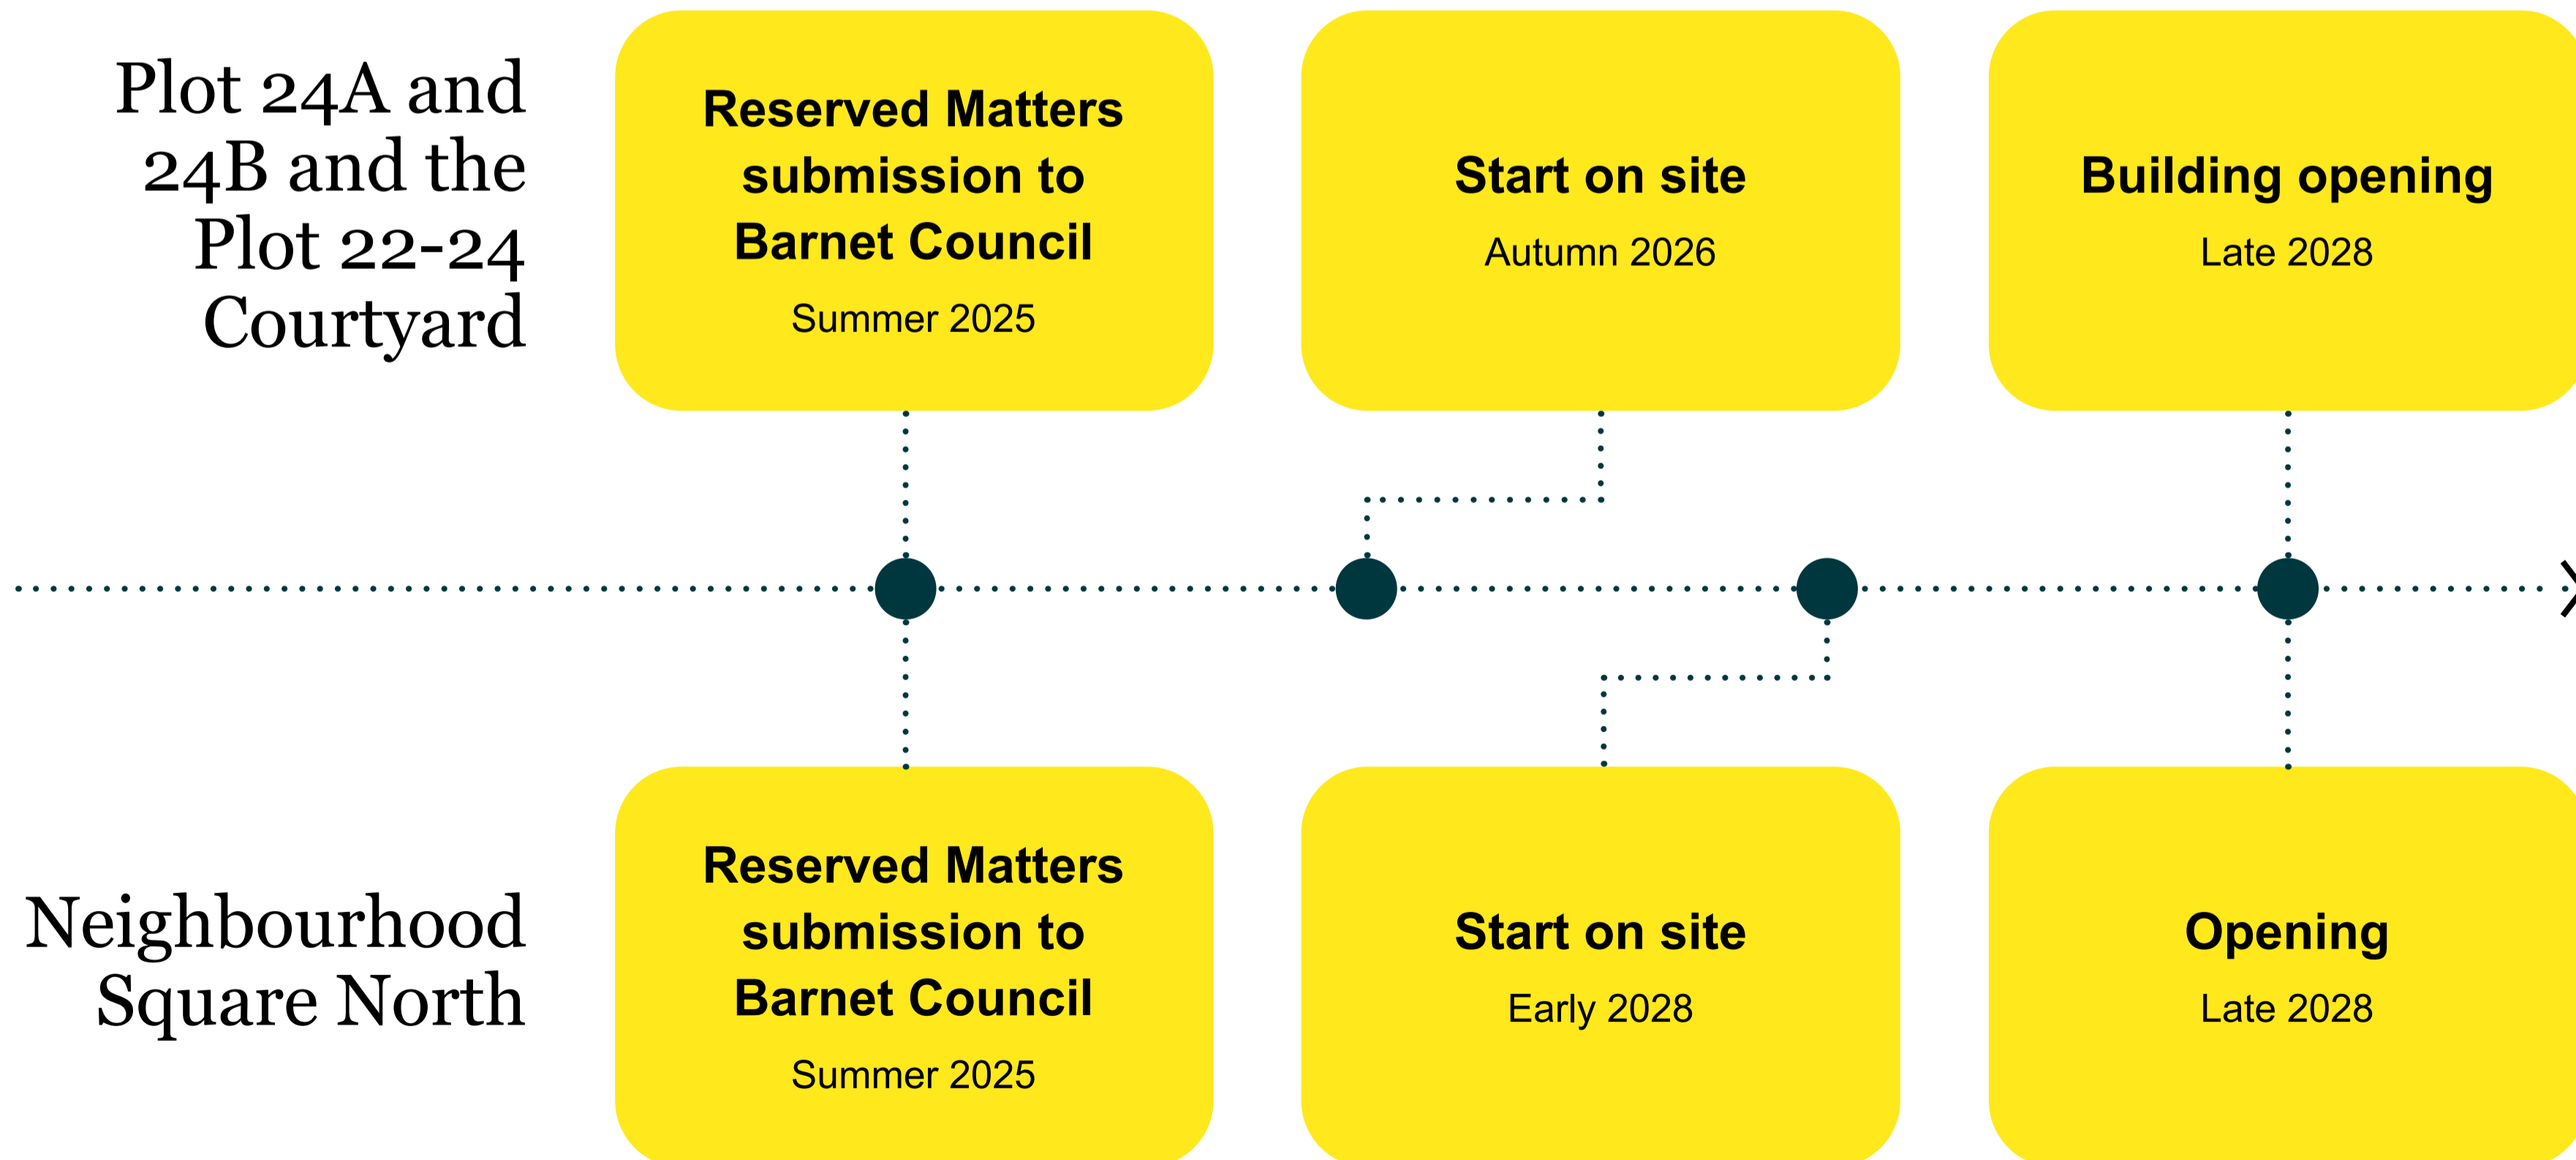 Plot 24A and
24B and the
Plot 22-24
Courtyard
Reserved Matters
submission to
Barnet Council
Summer 2025
Start on site
Autumn 2026
Building opening
Late 2028
Neighbourhood
Square North
Reserved Matters
submission to
Barnet Council
Summer 2025
Start on site
Early 2028
Opening
Late 2028